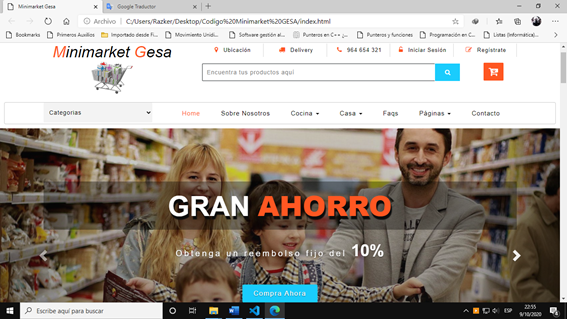 Minimarket Gesa
Google Traductor
Archivo | C:/Users/Razker/Desktop/Codigo%20Minimarket%20GESA/index.html
Bookmarks Primeros Auxilios Importado desde Fi... Movimiento Unidi... Software gestión al... Punteros en C++ ¿... Punteros y funciones Programación en C... Listas (Informática)...
Minimarket Gesa
Ubicación Delivery 964 654 321 Iniciar Sesión Regístrate
Encuentra tus productos aquí
Categorias Home Sobre Nosotros Cocina Casa Faqs Páginas Contacto
GRAN AHORRO
Obtenga un reembolso fijo del 10%
Compra Ahora
Escribe aquí para buscar
ESP
22:55
9/10/2020